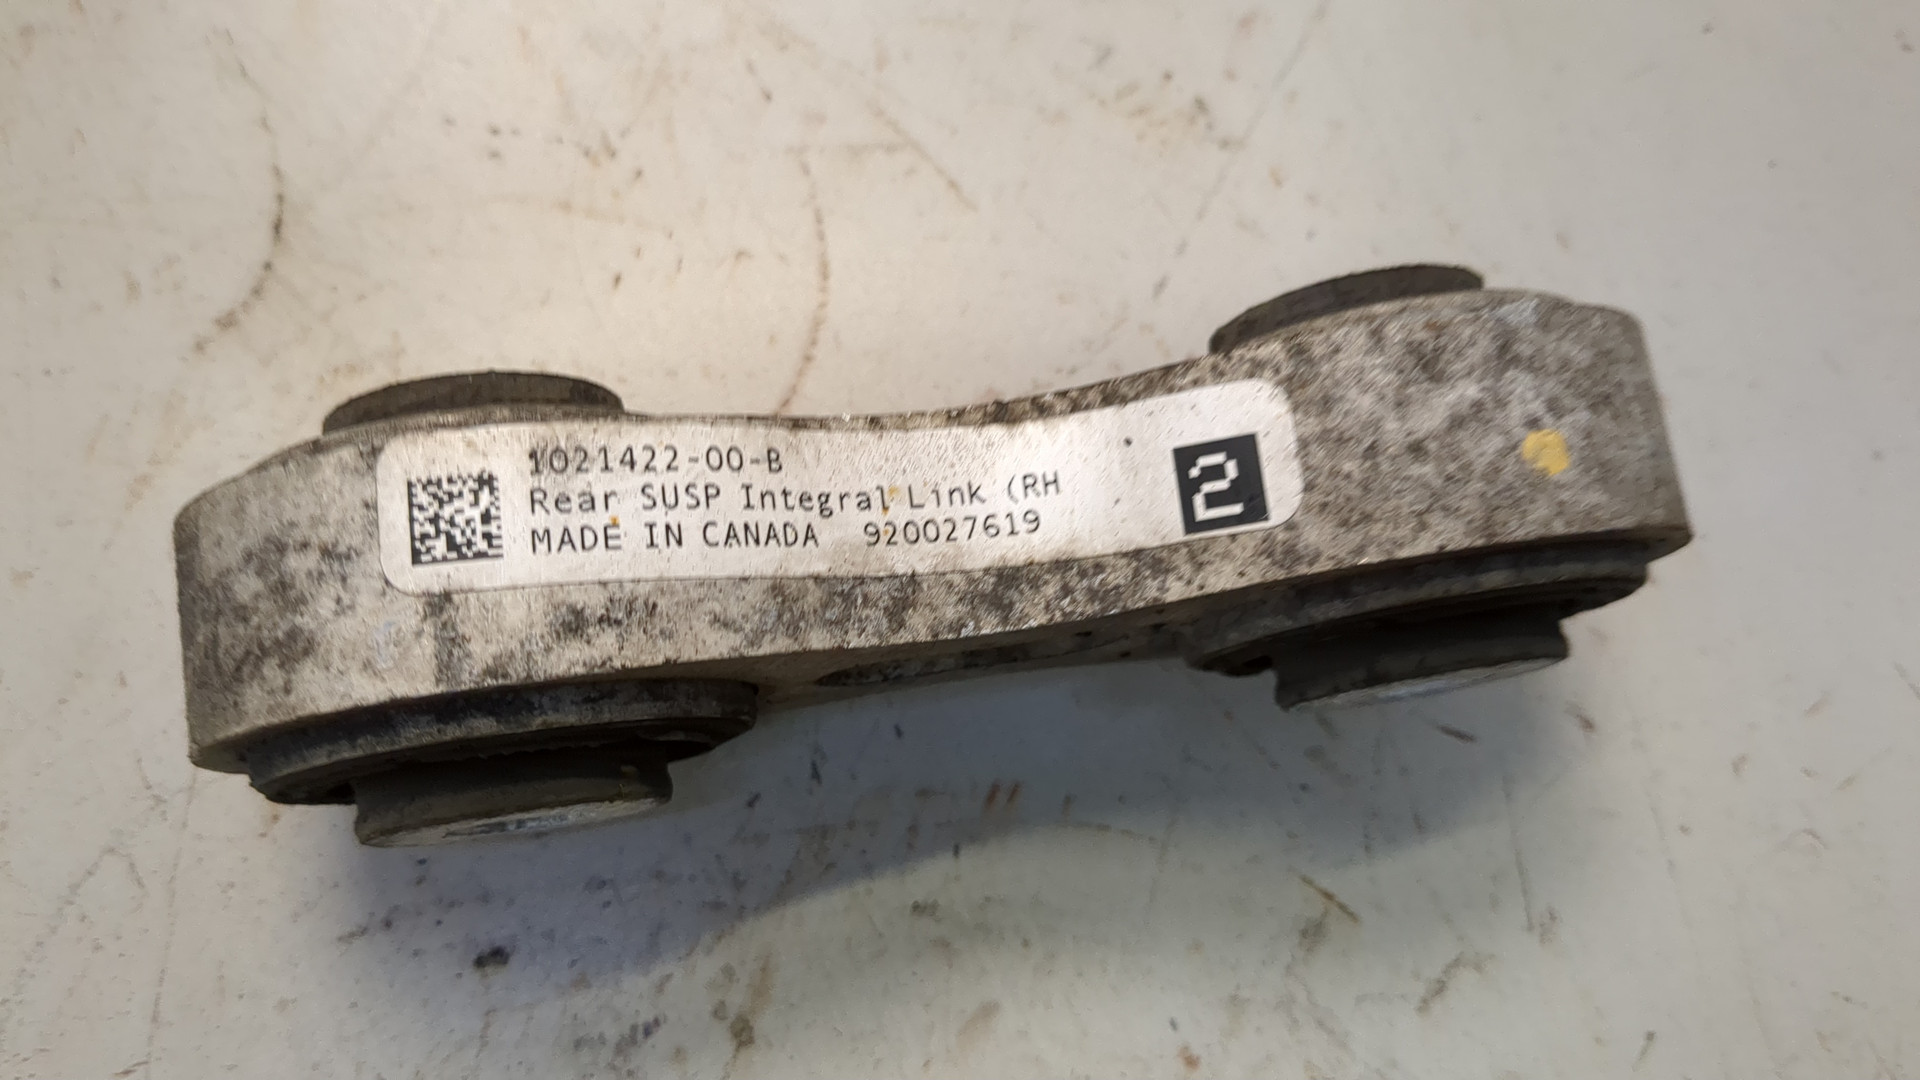 1021422-00-B
Rear SUSP Integral Link (RH
MADE IN CANADA 920027619
2